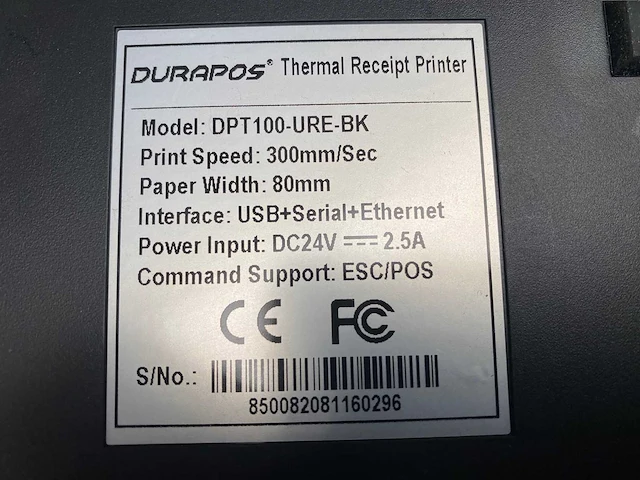 DURAPOS® Thermal Receipt Printer
Model: DPT100-URE-BK
Print Speed: 300mm/Sec
Paper Width: 80mm
Interface: USB+Serial+Ethernet
Power Input: DC24V ⎓ 2.5A
Command Support: ESC/POS
CE FC
S/No.:
850082081160296